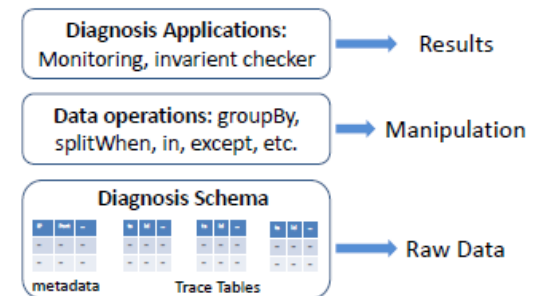 Diagnosis Applications:
Monitoring, invarient checker
Results
Data operations: groupBy,
splitWhen, in, except, etc.
Manipulation
Diagnosis Schema
Raw Data
metadata
Trace Tables